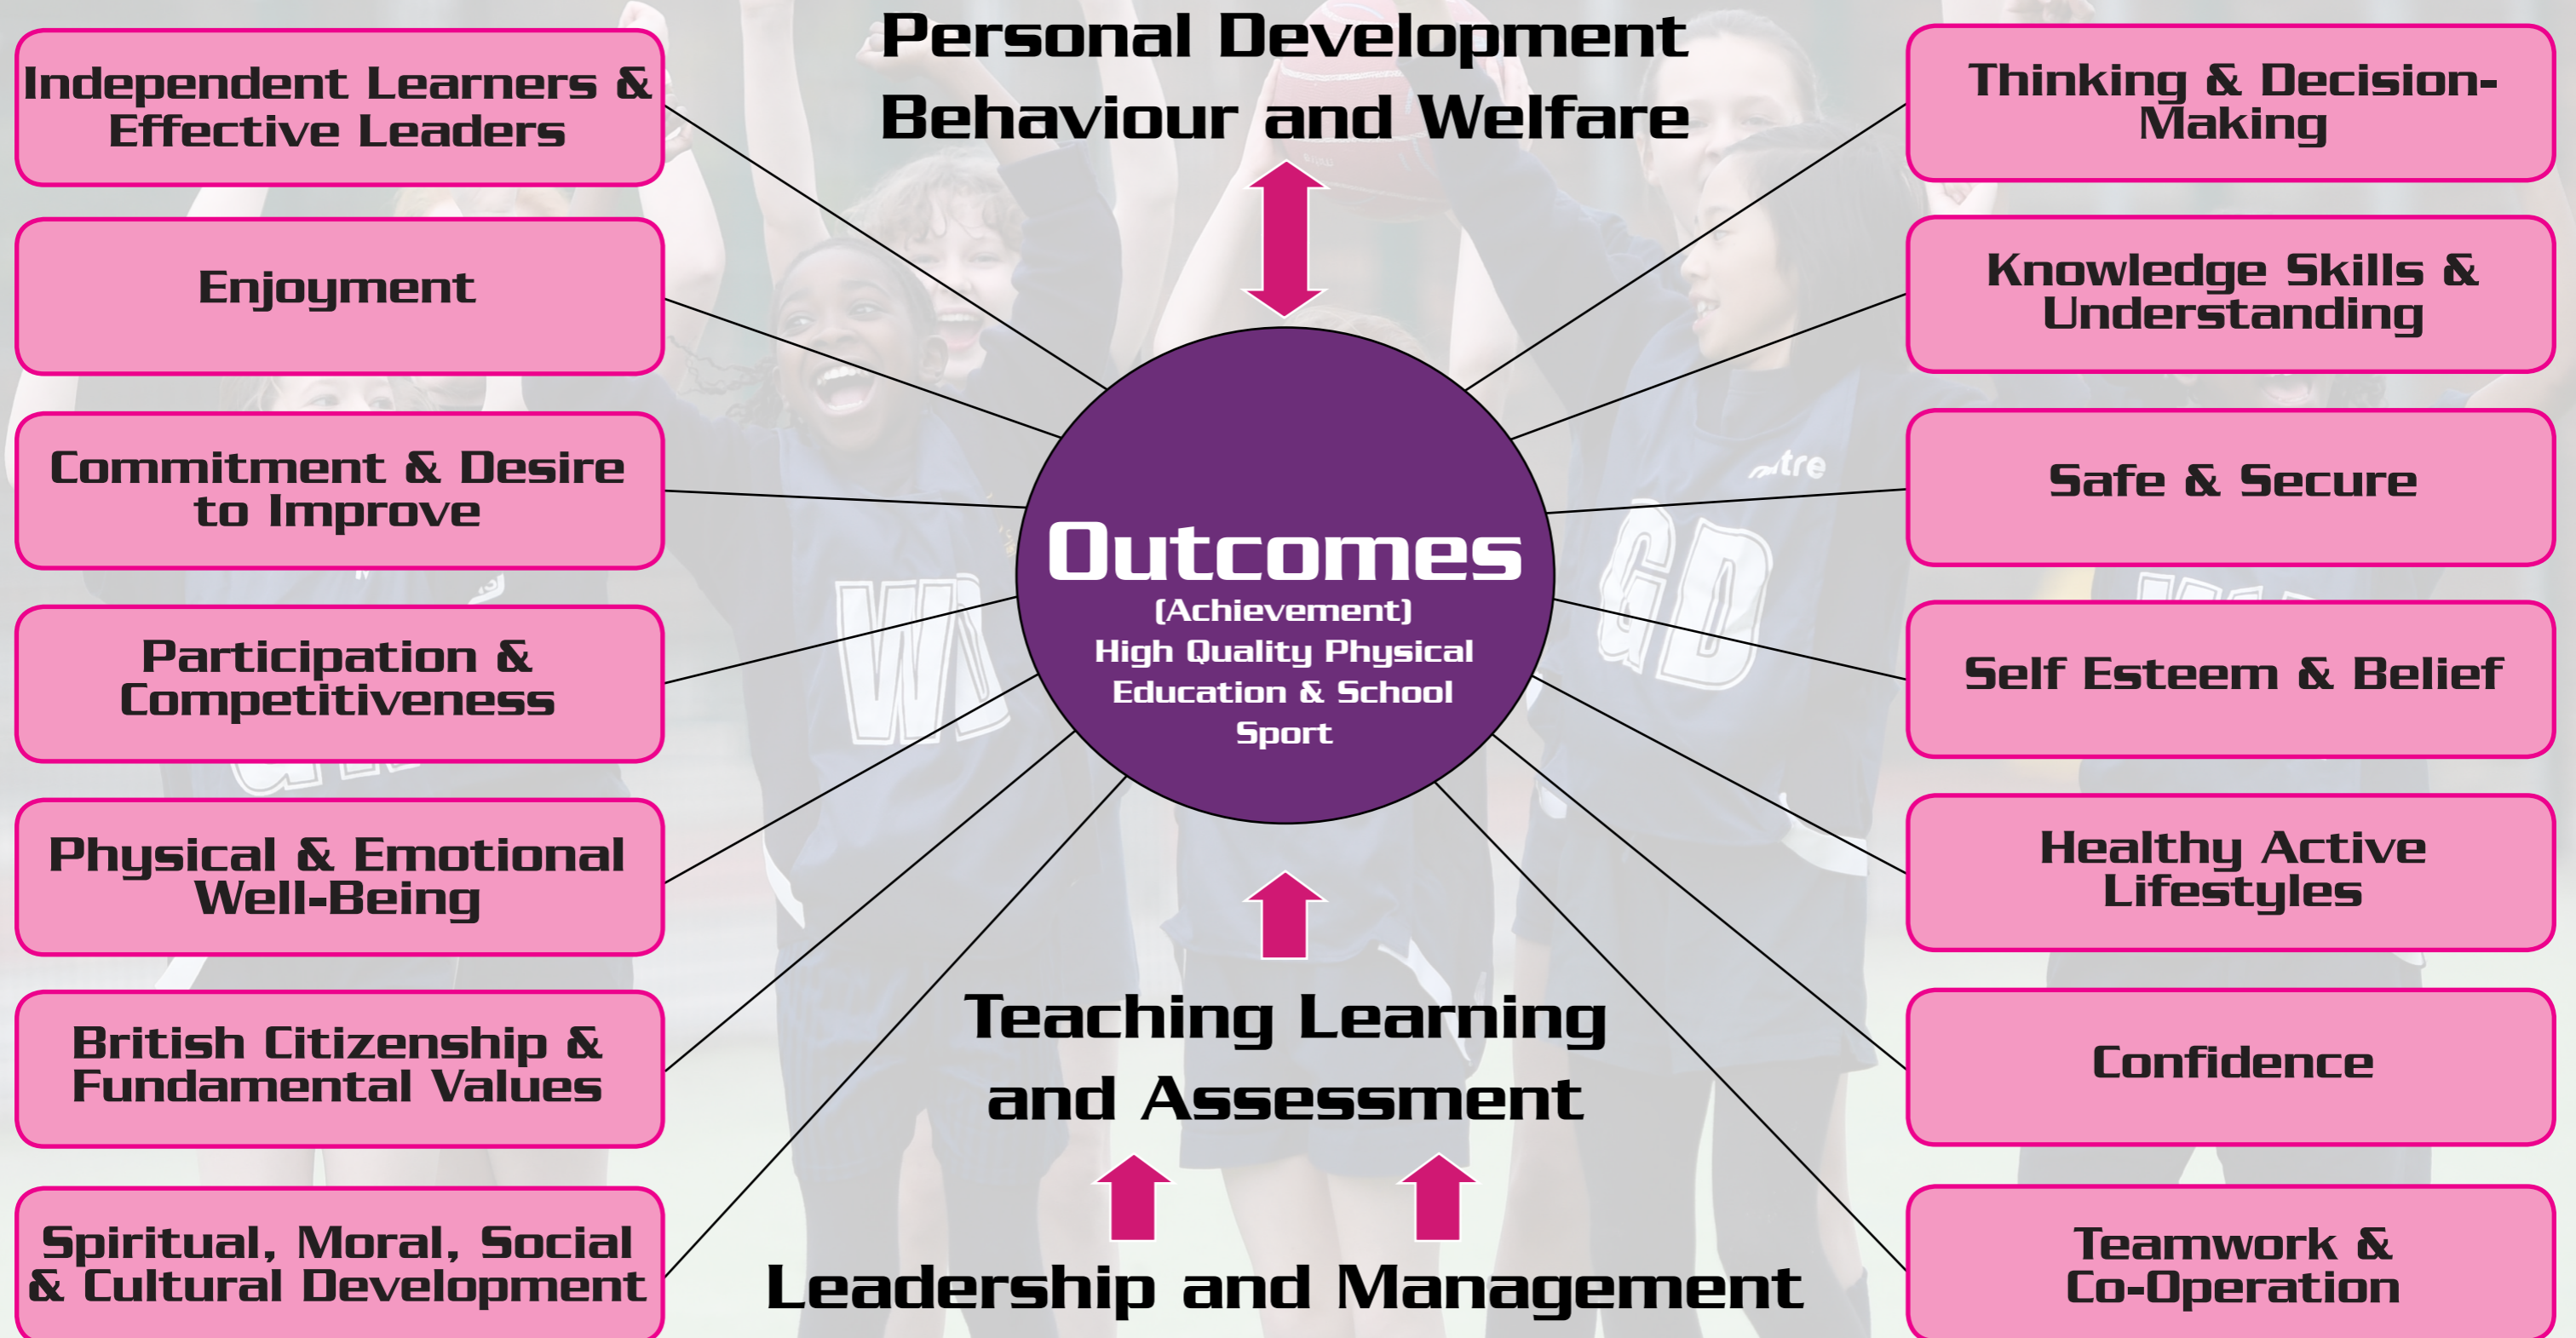 Personal Development
Behaviour and Welfare
Independent Learners &
Effective Leaders
Enjoyment
Commitment & Desire
to Improve
Participation &
Competitiveness
Physical & Emotional
Well-Being
British Citizenship &
Fundamental Values
Spiritual, Moral, Social
& Cultural Development
Outcomes
(Achievement)
High Quality Physical
Education & School
Sport
Teaching Learning
and Assessment
Leadership and Management
Thinking & Decision-
Making
Knowledge Skills &
Understanding
Safe & Secure
Self Esteem & Belief
Healthy Active
Lifestyles
Confidence
Teamwork &
Co-Operation
GD